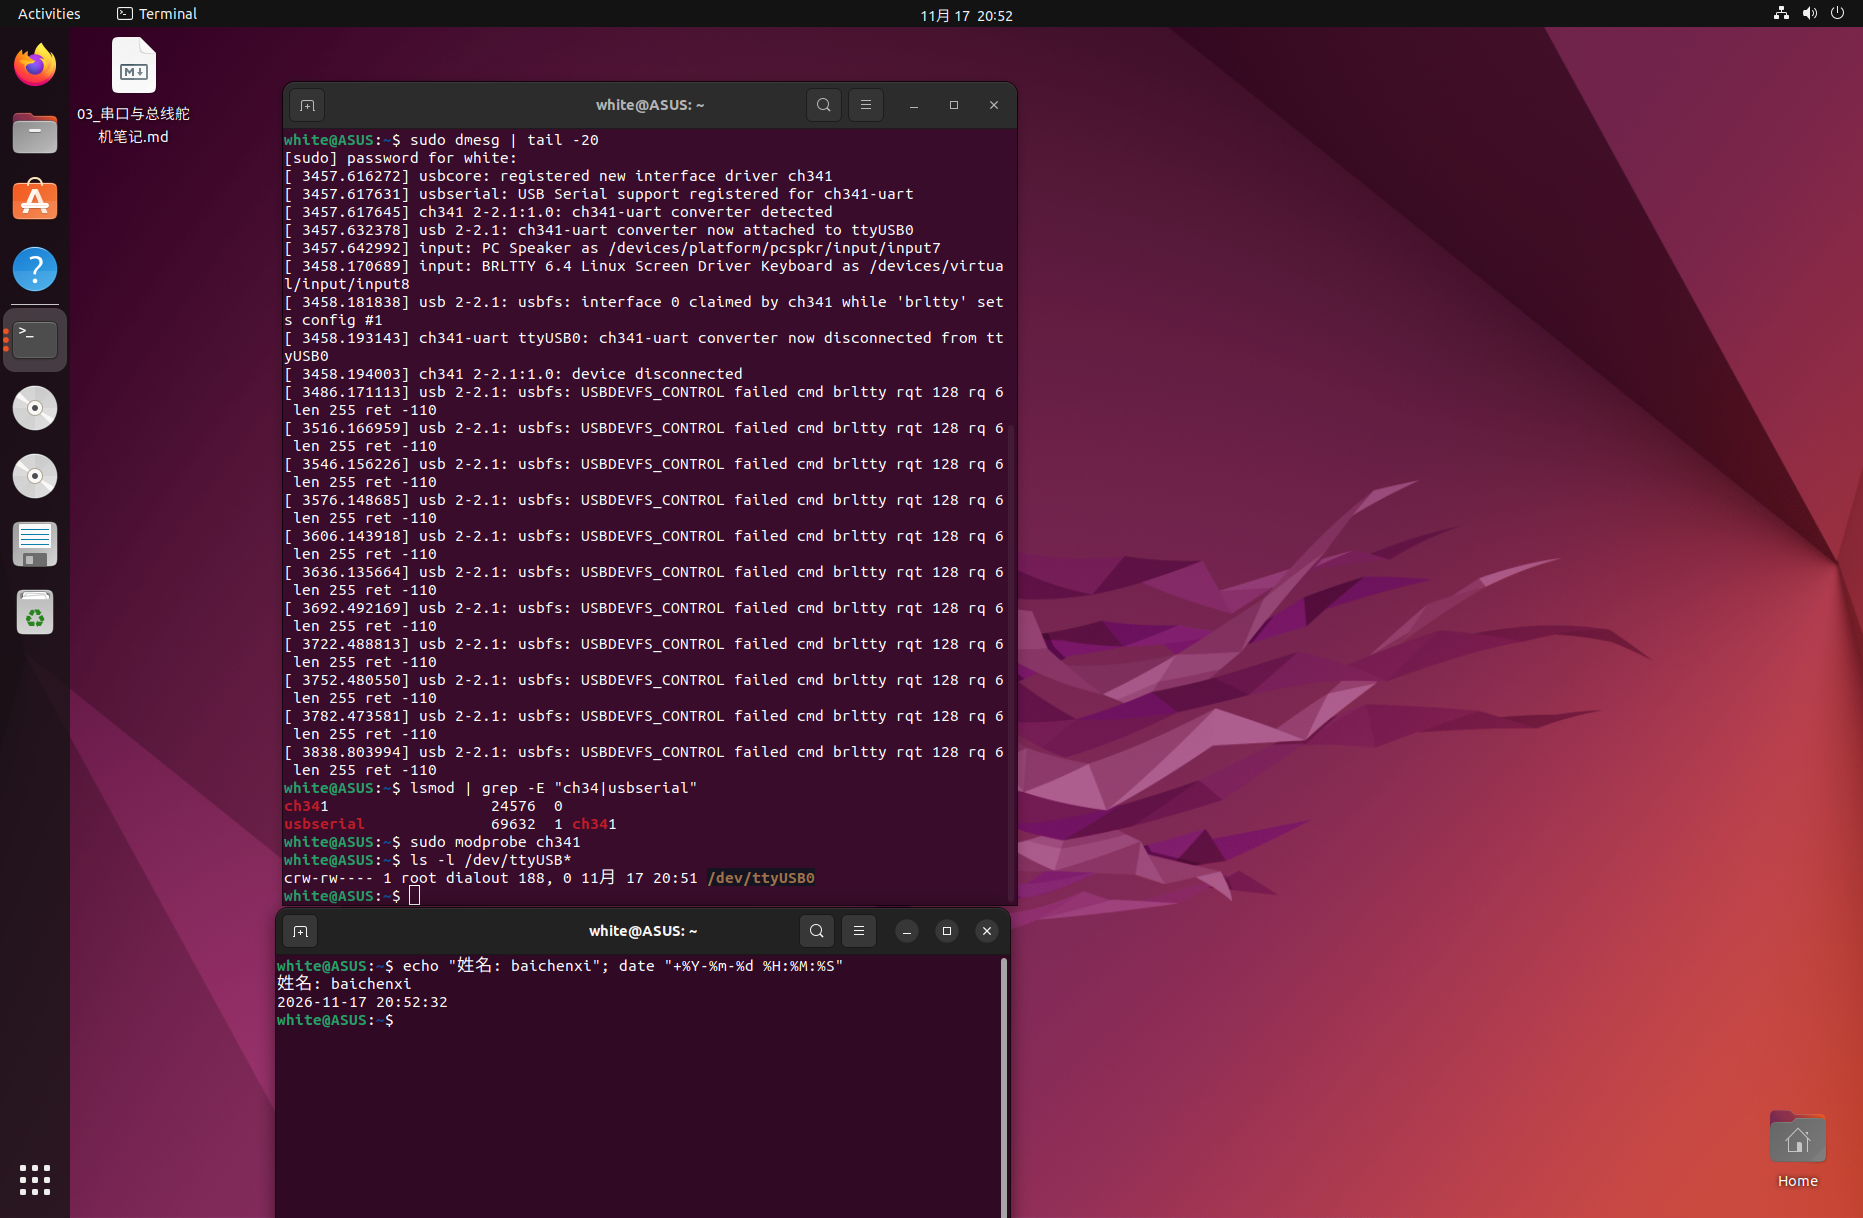 Activities
Terminal
11月 17 20:52
03_串口与总线舵
机笔记.md
white@ASUS: ~
white@ASUS:~$ sudo dmesg | tail -20
[sudo] password for white:
[ 3457.616272] usbcore: registered new interface driver ch341
[ 3457.617631] usbserial: USB Serial support registered for ch341-uart
[ 3457.617645] ch341 2-2.1:1.0: ch341-uart converter detected
[ 3457.632378] usb 2-2.1: ch341-uart converter now attached to ttyUSB0
[ 3457.642992] input: PC Speaker as /devices/platform/pcspkr/input/input7
[ 3458.170689] input: BRLTTY 6.4 Linux Screen Driver Keyboard as /devices/virtua
l/input/input8
[ 3458.181838] usb 2-2.1: usbfs: interface 0 claimed by ch341 while 'brltty' set
s config #1
[ 3458.193143] ch341-uart ttyUSB0: ch341-uart converter now disconnected from tt
yUSB0
[ 3458.194003] ch341 2-2.1:1.0: device disconnected
[ 3486.171113] usb 2-2.1: usbfs: USBDEVFS_CONTROL failed cmd brltty rqt 128 rq 6
len 255 ret -110
[ 3516.166959] usb 2-2.1: usbfs: USBDEVFS_CONTROL failed cmd brltty rqt 128 rq 6
len 255 ret -110
[ 3546.156226] usb 2-2.1: usbfs: USBDEVFS_CONTROL failed cmd brltty rqt 128 rq 6
len 255 ret -110
[ 3576.148685] usb 2-2.1: usbfs: USBDEVFS_CONTROL failed cmd brltty rqt 128 rq 6
len 255 ret -110
[ 3606.143918] usb 2-2.1: usbfs: USBDEVFS_CONTROL failed cmd brltty rqt 128 rq 6
len 255 ret -110
[ 3636.135664] usb 2-2.1: usbfs: USBDEVFS_CONTROL failed cmd brltty rqt 128 rq 6
len 255 ret -110
[ 3692.492169] usb 2-2.1: usbfs: USBDEVFS_CONTROL failed cmd brltty rqt 128 rq 6
len 255 ret -110
[ 3722.488813] usb 2-2.1: usbfs: USBDEVFS_CONTROL failed cmd brltty rqt 128 rq 6
len 255 ret -110
[ 3752.480550] usb 2-2.1: usbfs: USBDEVFS_CONTROL failed cmd brltty rqt 128 rq 6
len 255 ret -110
[ 3782.473581] usb 2-2.1: usbfs: USBDEVFS_CONTROL failed cmd brltty rqt 128 rq 6
len 255 ret -110
[ 3838.803994] usb 2-2.1: usbfs: USBDEVFS_CONTROL failed cmd brltty rqt 128 rq 6
len 255 ret -110
white@ASUS:~$ lsmod | grep -E "ch34|usbserial"
ch341                  24576  0
usbserial              69632  1 ch341
white@ASUS:~$ sudo modprobe ch341
white@ASUS:~$ ls -l /dev/ttyUSB*
crw-rw---- 1 root dialout 188, 0 11月 17 20:51 /dev/ttyUSB0
white@ASUS:~$
white@ASUS: ~
white@ASUS:~$ echo "姓名: baichenxi"; date "+%Y-%m-%d %H:%M:%S"
姓名: baichenxi
2026-11-17 20:52:32
white@ASUS:~$
Home